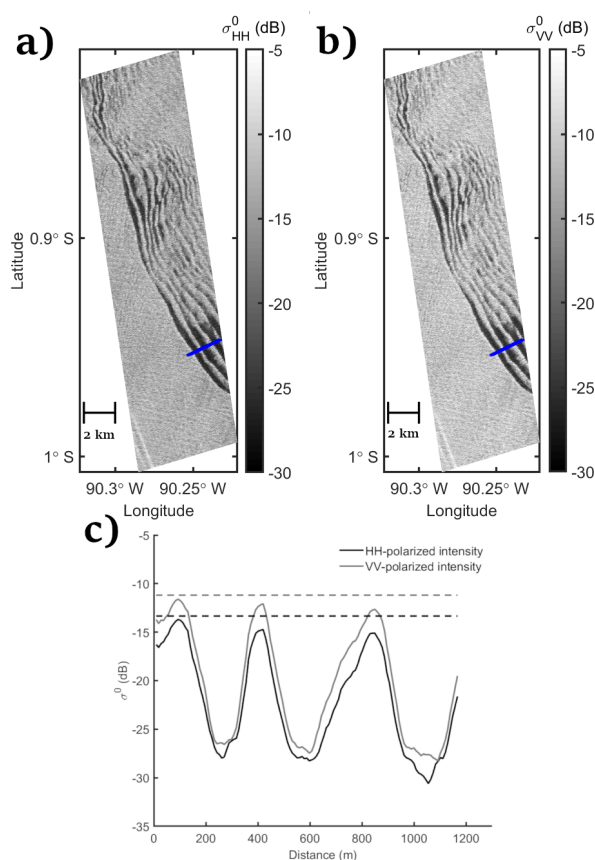 a)
σ⁰HH (dB)
-5
-10
-15
-20
-25
-30
0.9° S
1° S
Latitude
2 km
90.3° W 90.25° W
Longitude
b)
σ⁰VV (dB)
-5
-10
-15
-20
-25
-30
0.9° S
1° S
Latitude
2 km
90.3° W 90.25° W
Longitude
c)
-5
-10
-15
-20
-25
-30
-35
σ⁰ (dB)
HH-polarized intensity
VV-polarized intensity
0 200 400 600 800 1000 1200
Distance (m)